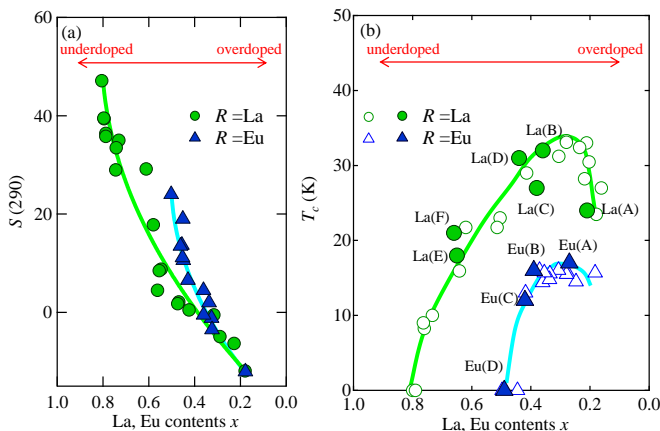 (a)
underdoped overdoped
R =La
R =Eu
S (290)
60
40
20
0
1.0 0.8 0.6 0.4 0.2 0.0
La, Eu contents x
(b)
underdoped overdoped
R =La
R =Eu
La(B)
La(D)
La(C)
La(A)
La(F)
La(E)
Eu(B) Eu(A)
Eu(C)
Eu(D)
Tc (K)
50
40
30
20
10
0
1.0 0.8 0.6 0.4 0.2 0.0
La, Eu contents x